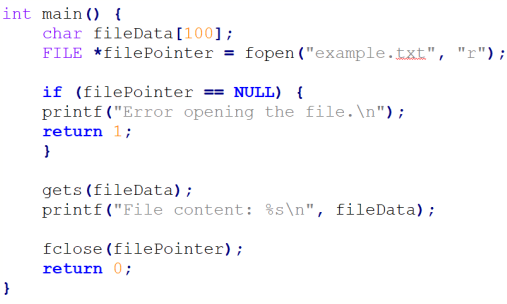 int main() {
    char fileData[100];
    FILE *filePointer = fopen("example.txt", "r");

    if (filePointer == NULL) {
    printf("Error opening the file.\n");
    return 1;
    }

    gets(fileData);
    printf("File content: %s\n", fileData);

    fclose(filePointer);
    return 0;
}